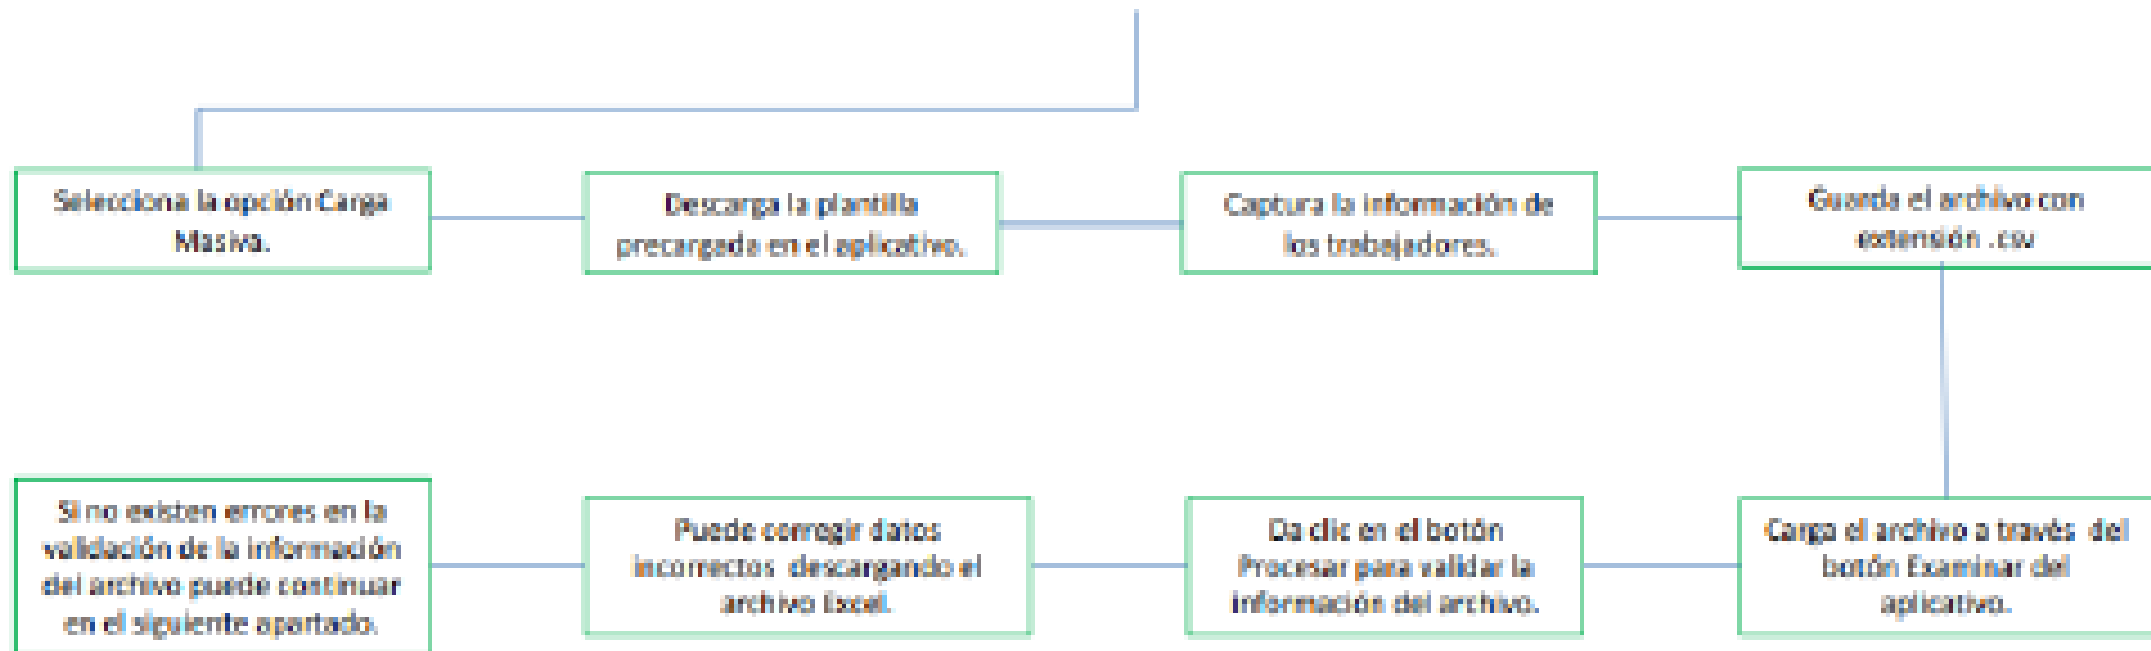 Selecciona la opción Carga
Masiva.
Descarga la plantilla
precargada en el aplicativo.
Captura la información de
los trabajadores.
Guarda el archivo con
extensión .csv
Carga el archivo a través del
botón Examinar del
aplicativo.
Da clic en el botón
Procesar para validar la
información del archivo.
Puede corregir datos
incorrectos descargando el
archivo Excel.
Si no existen errores en la
validación de la información
del archivo puede continuar
en el siguiente apartado.